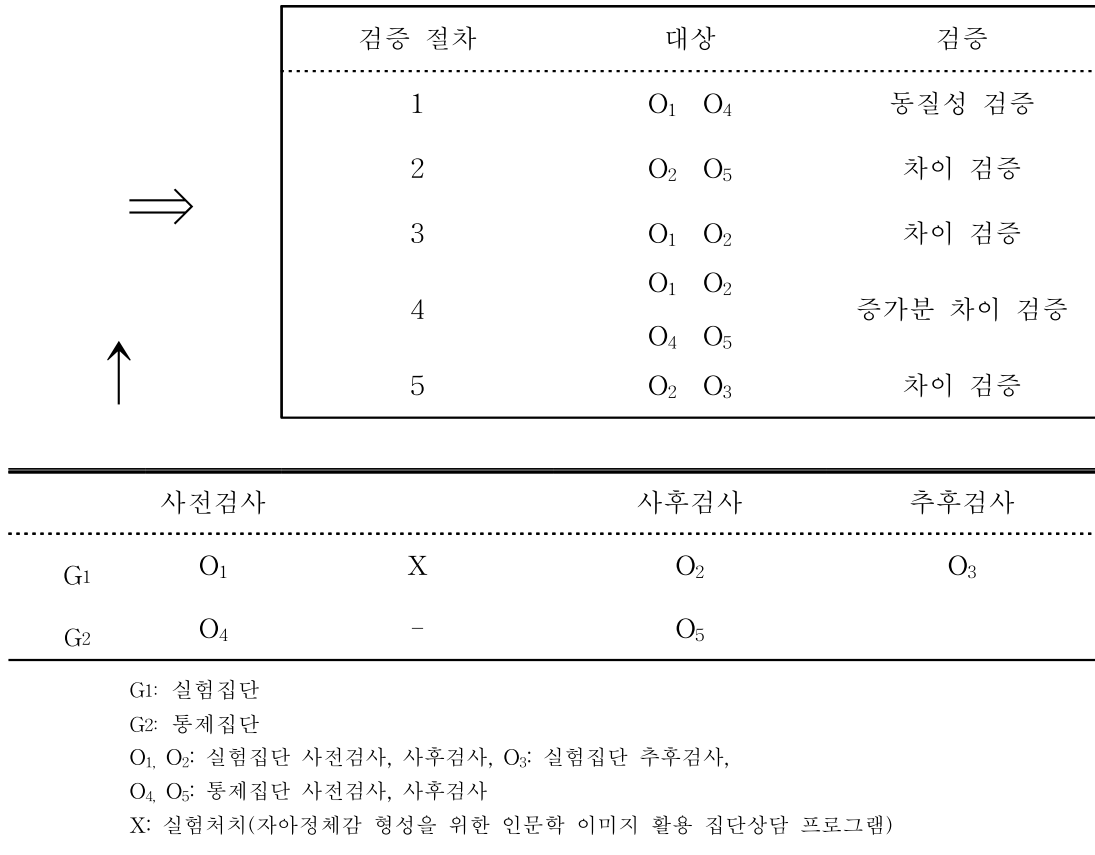 검증 절차 대상 검증
1 O₁ O₄ 동질성 검증
2 O₂ O₅ 차이 검증
⇒
3 O₁ O₂ 차이 검증
O₁ O₂
4 증가분 차이 검증
O₄ O₅
↑
5 O₂ O₃ 차이 검증
사전검사 사후검사 추후검사
G1 O₁ X O₂ O₃
G2 O₄ - O₅
G1: 실험집단
G2: 통제집단
O₁, O₂: 실험집단 사전검사, 사후검사, O₃: 실험집단 추후검사,
O₄, O₅: 통제집단 사전검사, 사후검사
X: 실험처치(자아정체감 형성을 위한 인문학 이미지 활용 집단상담 프로그램)